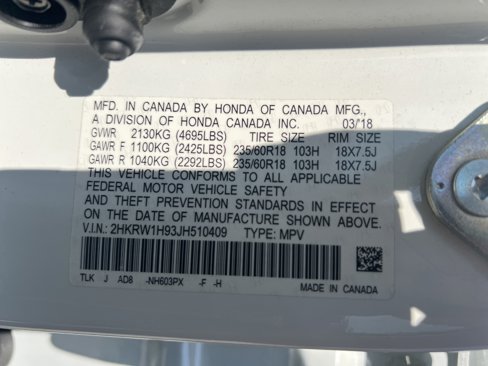 MFD. IN CANADA BY HONDA OF CANADA MFG.,
A DIVISION OF HONDA CANADA INC. 03/18
GVWR 2130KG (4695LBS) TIRE SIZE RIM SIZE
GAWR F 1100KG (2425LBS) 235/60R18 103H 18X7.5J
GAWR R 1040KG (2292LBS) 235/60R18 103H 18X7.5J
THIS VEHICLE CONFORMS TO ALL APPLICABLE
FEDERAL MOTOR VEHICLE SAFETY
AND THEFT PREVENTION STANDARDS IN EFFECT
ON THE DATE OF MANUFACTURE SHOWN ABOVE.
V.I.N.: 2HKRW1H93JH510409 TYPE: MPV
TLK J AD8 -NH603PX -F -H
MADE IN CANADA